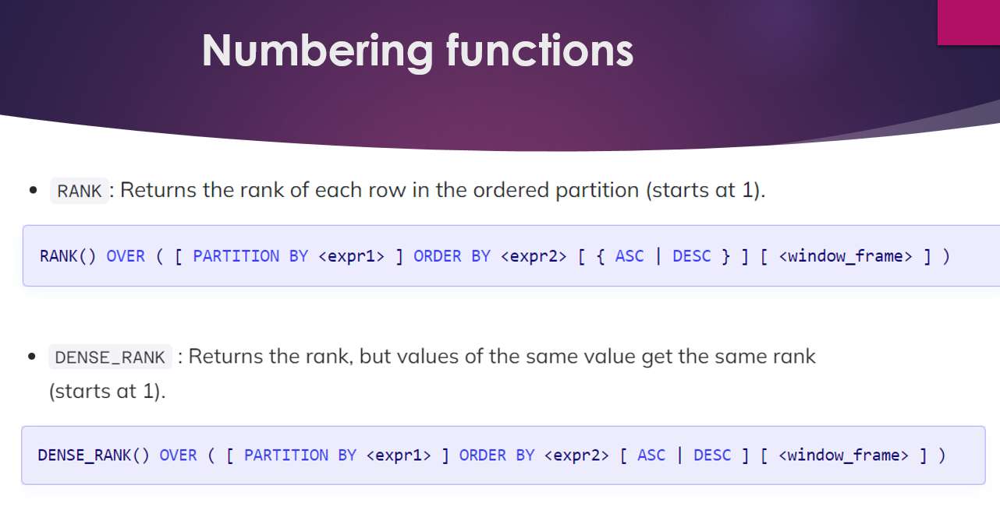 Numbering functions
• RANK : Returns the rank of each row in the ordered partition (starts at 1).
RANK() OVER ( [ PARTITION BY <expr1> ] ORDER BY <expr2> [ { ASC | DESC } ] [ <window_frame> ] )
• DENSE_RANK : Returns the rank, but values of the same value get the same rank
(starts at 1).
DENSE_RANK() OVER ( [ PARTITION BY <expr1> ] ORDER BY <expr2> [ ASC | DESC ] [ <window_frame> ] )